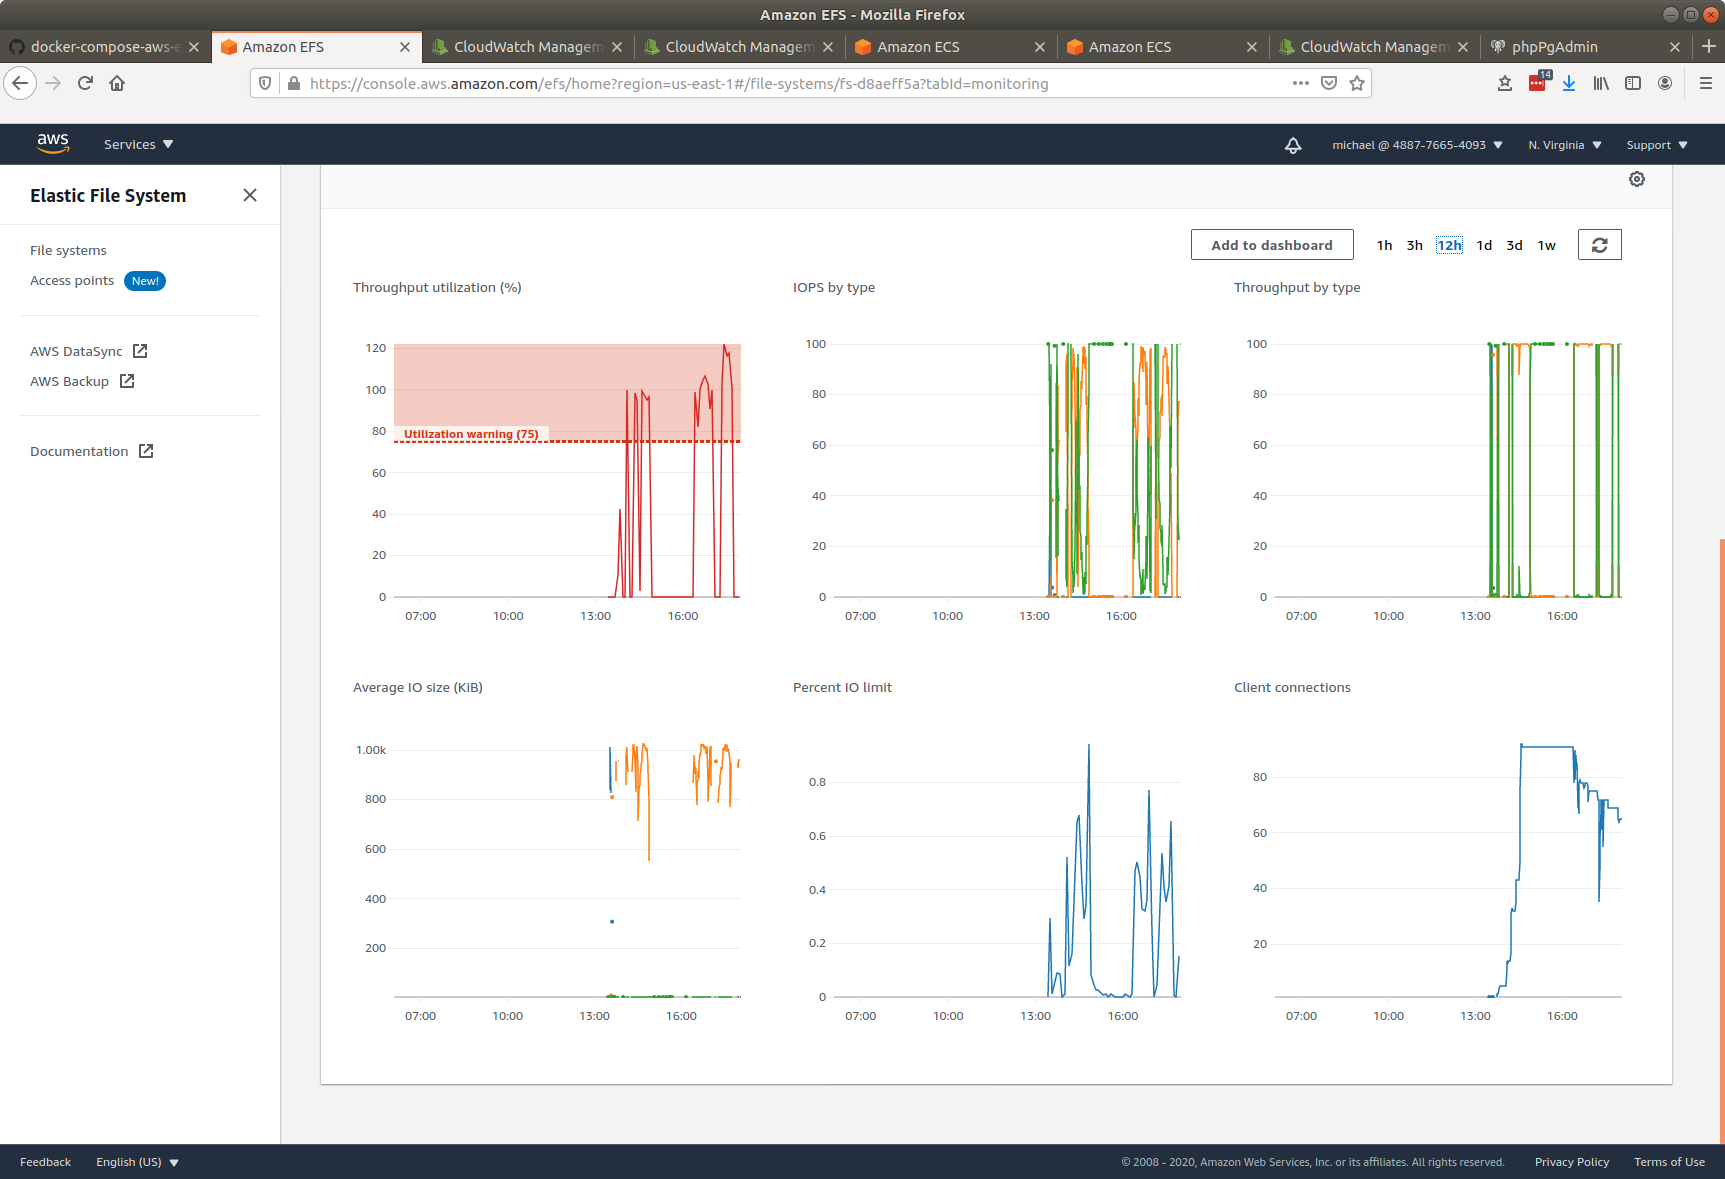 Amazon EFS - Mozilla Firefox
docker-compose-aws-e
Amazon EFS
CloudWatch Managem
CloudWatch Managem
Amazon ECS
Amazon ECS
CloudWatch Managem
phpPgAdmin
https://console.aws.amazon.com/efs/home?region=us-east-1#/file-systems/fs-d8aeff5a?tabId=monitoring
14
aws
Services
michael @ 4887-7665-4093
N. Virginia
Support
Elastic File System
File systems
Access points New!
AWS DataSync
AWS Backup
Documentation
Add to dashboard
1h 3h 12h 1d 3d 1w
Throughput utilization (%)
120
100
80
60
40
20
0
Utilization warning (75)
07:00 10:00 13:00 16:00
IOPS by type
100
80
60
40
20
0
07:00 10:00 13:00 16:00
Throughput by type
100
80
60
40
20
0
07:00 10:00 13:00 16:00
Average IO size (KiB)
1.00k
800
600
400
200
07:00 10:00 13:00 16:00
Percent IO limit
0.8
0.6
0.4
0.2
0
07:00 10:00 13:00 16:00
Client connections
80
60
40
20
07:00 10:00 13:00 16:00
Feedback
English (US)
© 2008 - 2020, Amazon Web Services, Inc. or its affiliates. All rights reserved.
Privacy Policy
Terms of Use